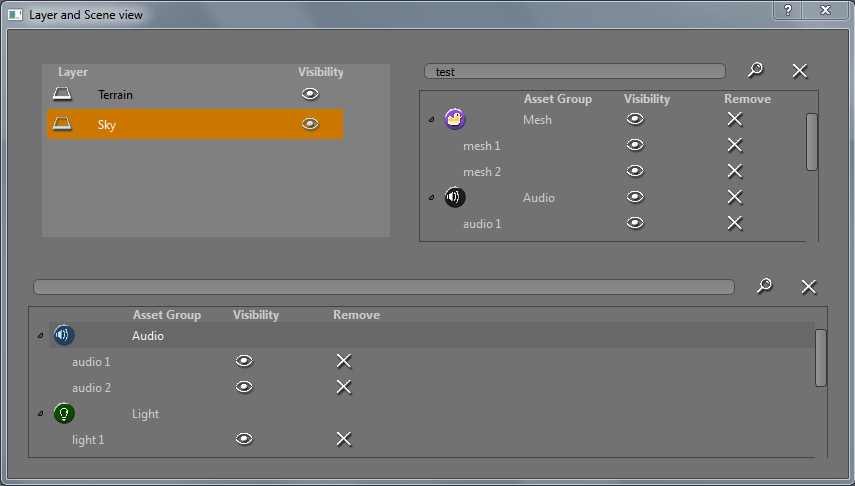 Layer and Scene view
?
Layer Visibility
Terrain
Sky
test
Asset Group Visibility Remove
Mesh
mesh 1
mesh 2
Audio
audio 1
Asset Group Visibility Remove
Audio
audio 1
audio 2
Light
light 1